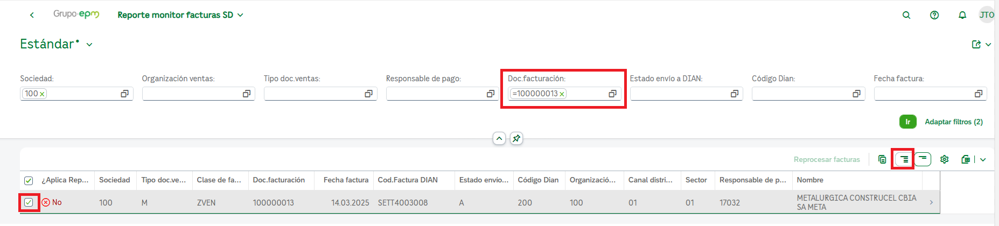 Grupo·epm Reporte monitor facturas SD JTO
Estándar*
Sociedad: Organización ventas: Tipo doc.ventas: Responsable de pago: Doc.facturación: Estado envío a DIAN: Código Dian: Fecha factura:
100 =100000013
Ir Adaptar filtros (2)
Reprocesar facturas
¿Aplica Rep... Sociedad Tipo doc.ve... Clase de fa... Doc.facturación Fecha factura Cod.Factura DIAN Estado envío... Código Dian Organizació... Canal distri... Sector Responsable de p... Nombre
No 100 M ZVEN 100000013 14.03.2025 SETT4003008 A 200 100 01 01 17032 METALURGICA CONSTRUCEL CBIA
SA META